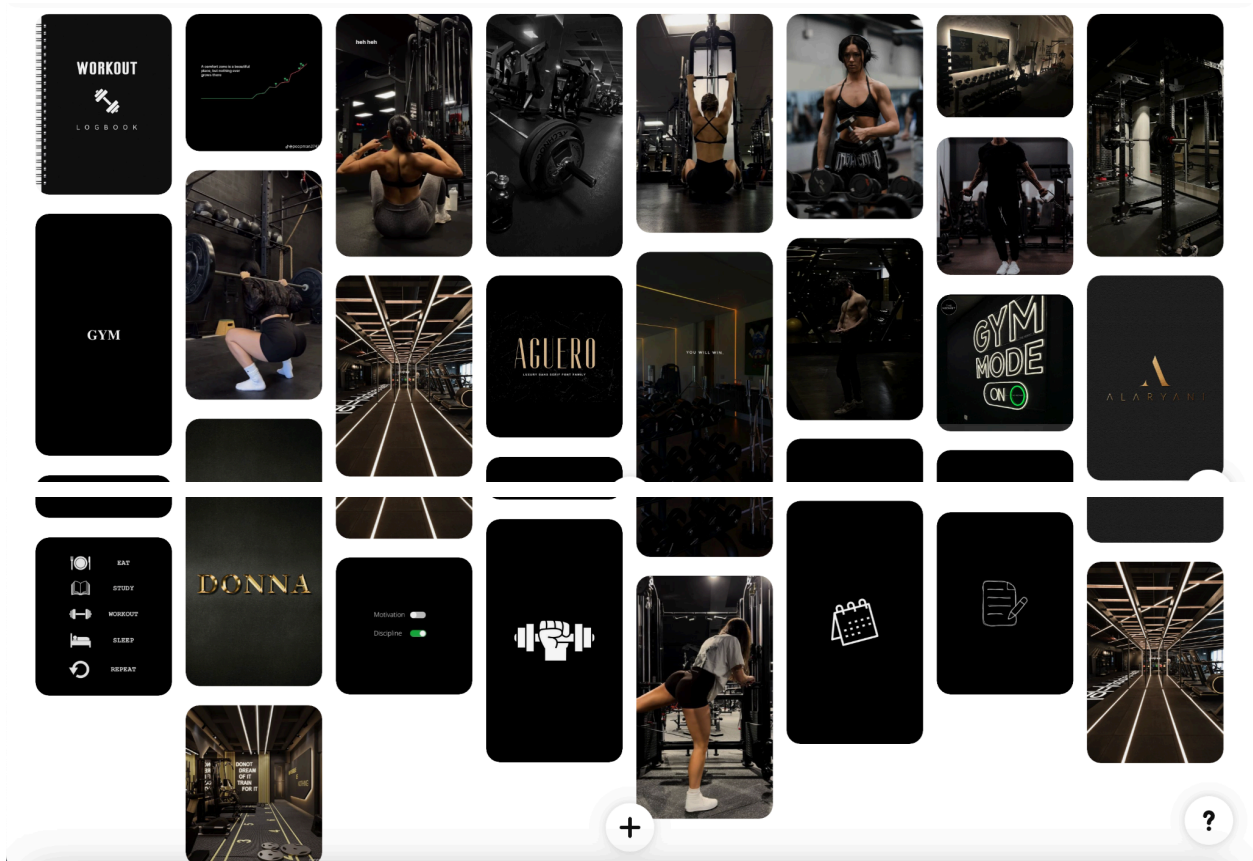 WORKOUT
LOGBOOK
A comfort zone is a beautiful
place, but nothing ever
grows there
heh heh
GYM
AGUERO
LUXURY SANS SERIF FONT FAMILY
YOU WILL WIN.
GYM
MODE
ON
ALARYANI
EAT
STUDY
WORKOUT
SLEEP
REPEAT
DONNA
Motivation
Discipline
DONOT
DREAM
OF IT
TRAIN
FOR IT
?